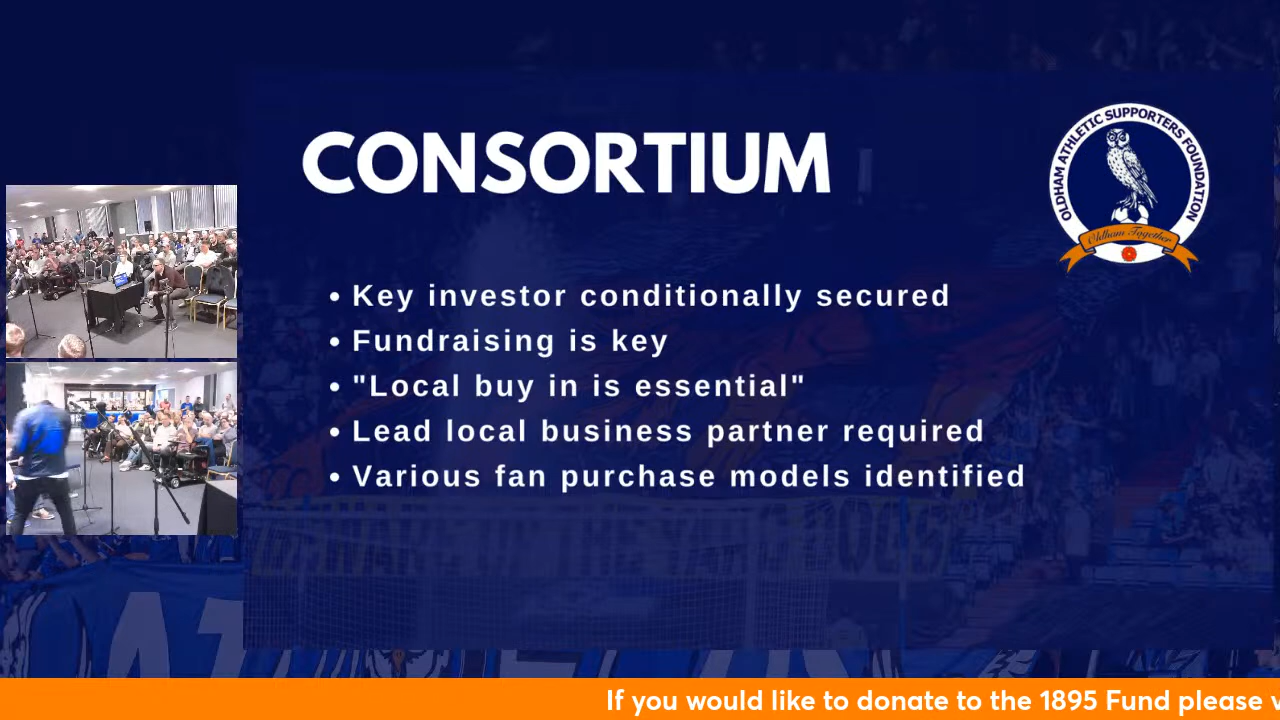 CONSORTIUM
OLDHAM ATHLETIC SUPPORTERS FOUNDATION
Oldham Together
• Key investor conditionally secured
• Fundraising is key
• "Local buy in is essential"
• Lead local business partner required
• Various fan purchase models identified
If you would like to donate to the 1895 Fund please